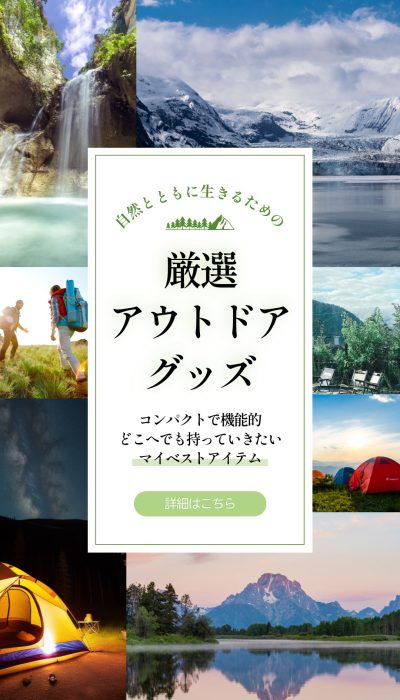 自然とともに生きるための
厳選
アウトドア
グッズ
コンパクトで機能的
どこへでも持っていきたい
マイベストアイテム
詳細はこちら